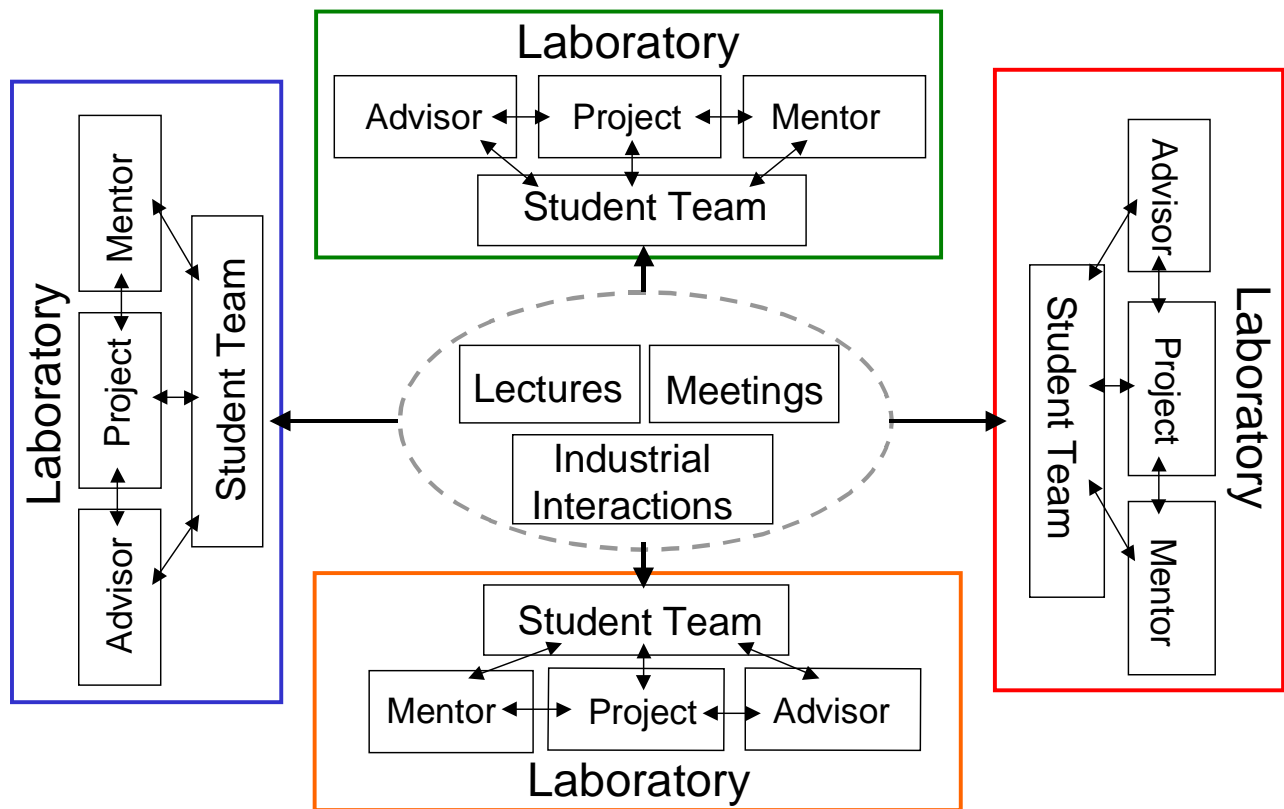 Laboratory
Advisor
Project
Mentor
Student Team
Laboratory
Mentor
Project
Advisor
Student Team
Lectures
Meetings
Industrial
Interactions
Student Team
Advisor
Project
Mentor
Laboratory
Student Team
Mentor
Project
Advisor
Laboratory